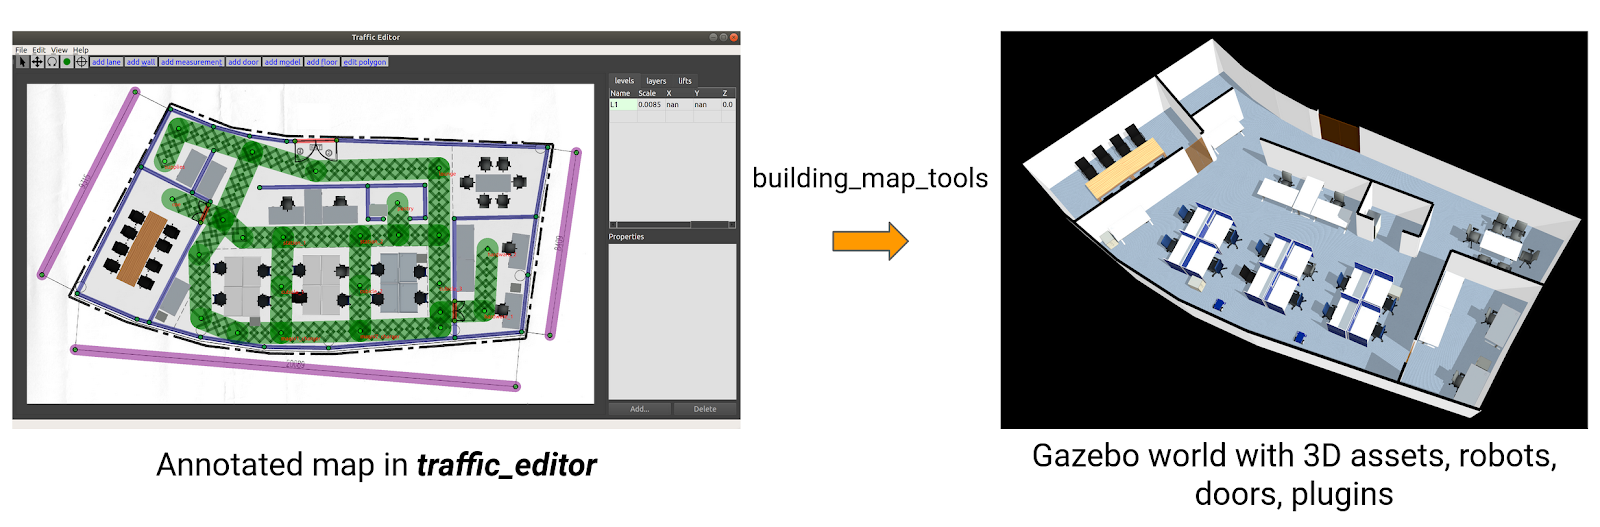 Traffic Editor
File Edit View Help
add lane add wall add measurement add door add model add floor edit polygon
levels layers lifts
Name Scale X Y Z
L1 0.0085 nan nan 0.0
Properties
Add... Delete
building_map_tools
Annotated map in traffic_editor
Gazebo world with 3D assets, robots,
doors, plugins